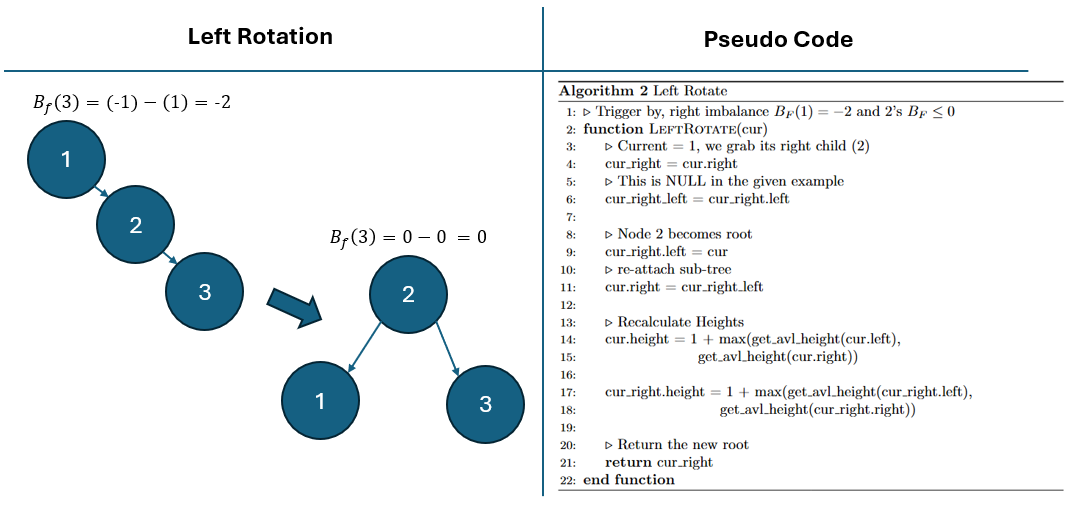 Left Rotation
B_f(3) = (-1) − (1) = -2
1
2
3
B_f(3) = 0 − 0 = 0
2
1
3
Pseudo Code
Algorithm 2 Left Rotate
1: ▷ Trigger by, right imbalance B_F(1) = −2 and 2's B_F ≤ 0
2: function LEFTROTATE(cur)
3: ▷ Current = 1, we grab its right child (2)
4: cur_right = cur.right
5: ▷ This is NULL in the given example
6: cur_right_left = cur_right.left
7:
8: ▷ Node 2 becomes root
9: cur_right.left = cur
10: ▷ re-attach sub-tree
11: cur.right = cur_right_left
12:
13: ▷ Recalculate Heights
14: cur.height = 1 + max(get_avl_height(cur.left),
15: get_avl_height(cur.right))
16:
17: cur_right.height = 1 + max(get_avl_height(cur_right.left),
18: get_avl_height(cur_right.right))
19:
20: ▷ Return the new root
21: return cur_right
22: end function